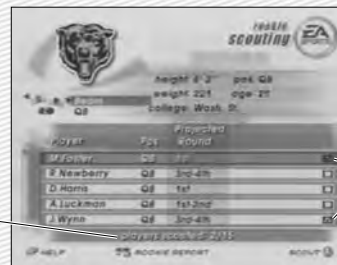 rookie
scouting
EA
SPORTS
height: 6'2" pos: QB
weight: 221 age: 21
Bears
QB
college: Wash. St.
Player Pos Projected Round
M.Foster QB 1st
R.Newberry QB 3rd-4th
D.Harris QB 1st
A.Luckman QB 1st-2nd
J.Wynn QB 3rd-4th
players scouted: 2/15
HELP ROOKIE REPORT SCOUT